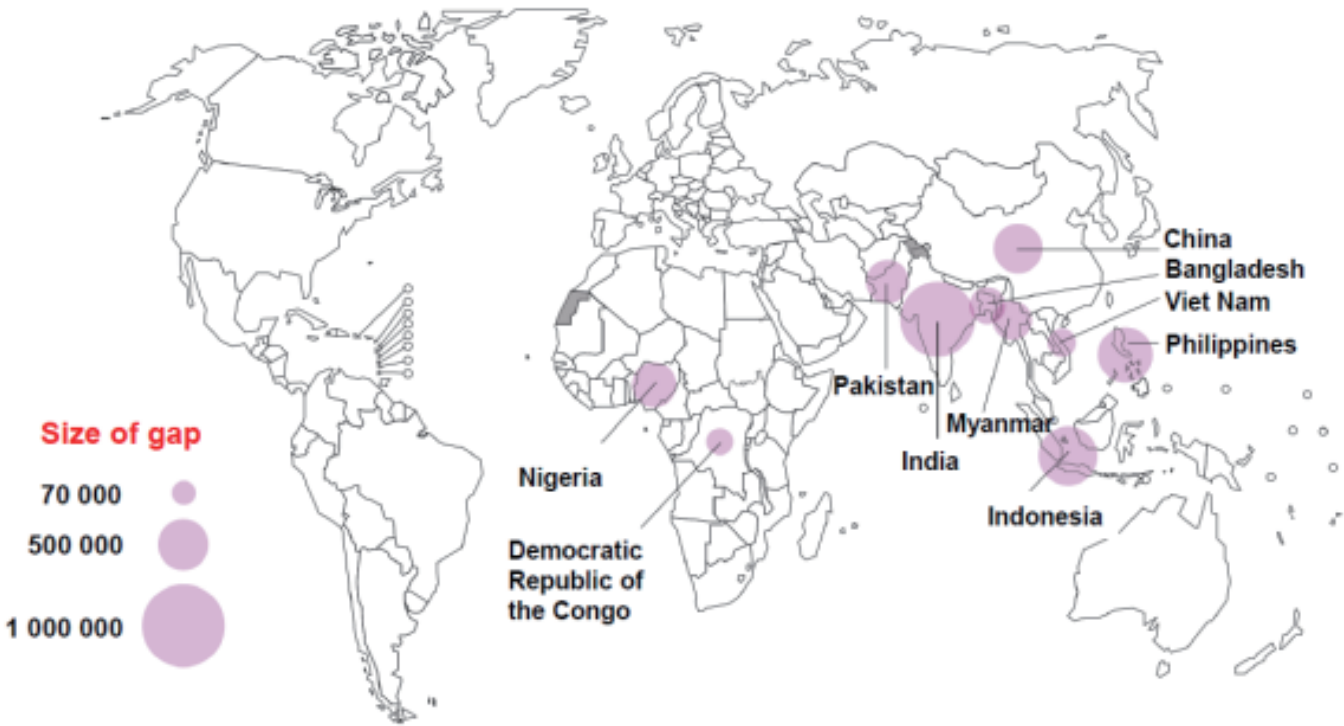 China
Bangladesh
Viet Nam
Philippines
Pakistan
Myanmar
India
Indonesia
Nigeria
Democratic
Republic of
the Congo
Size of gap
70 000
500 000
1 000 000